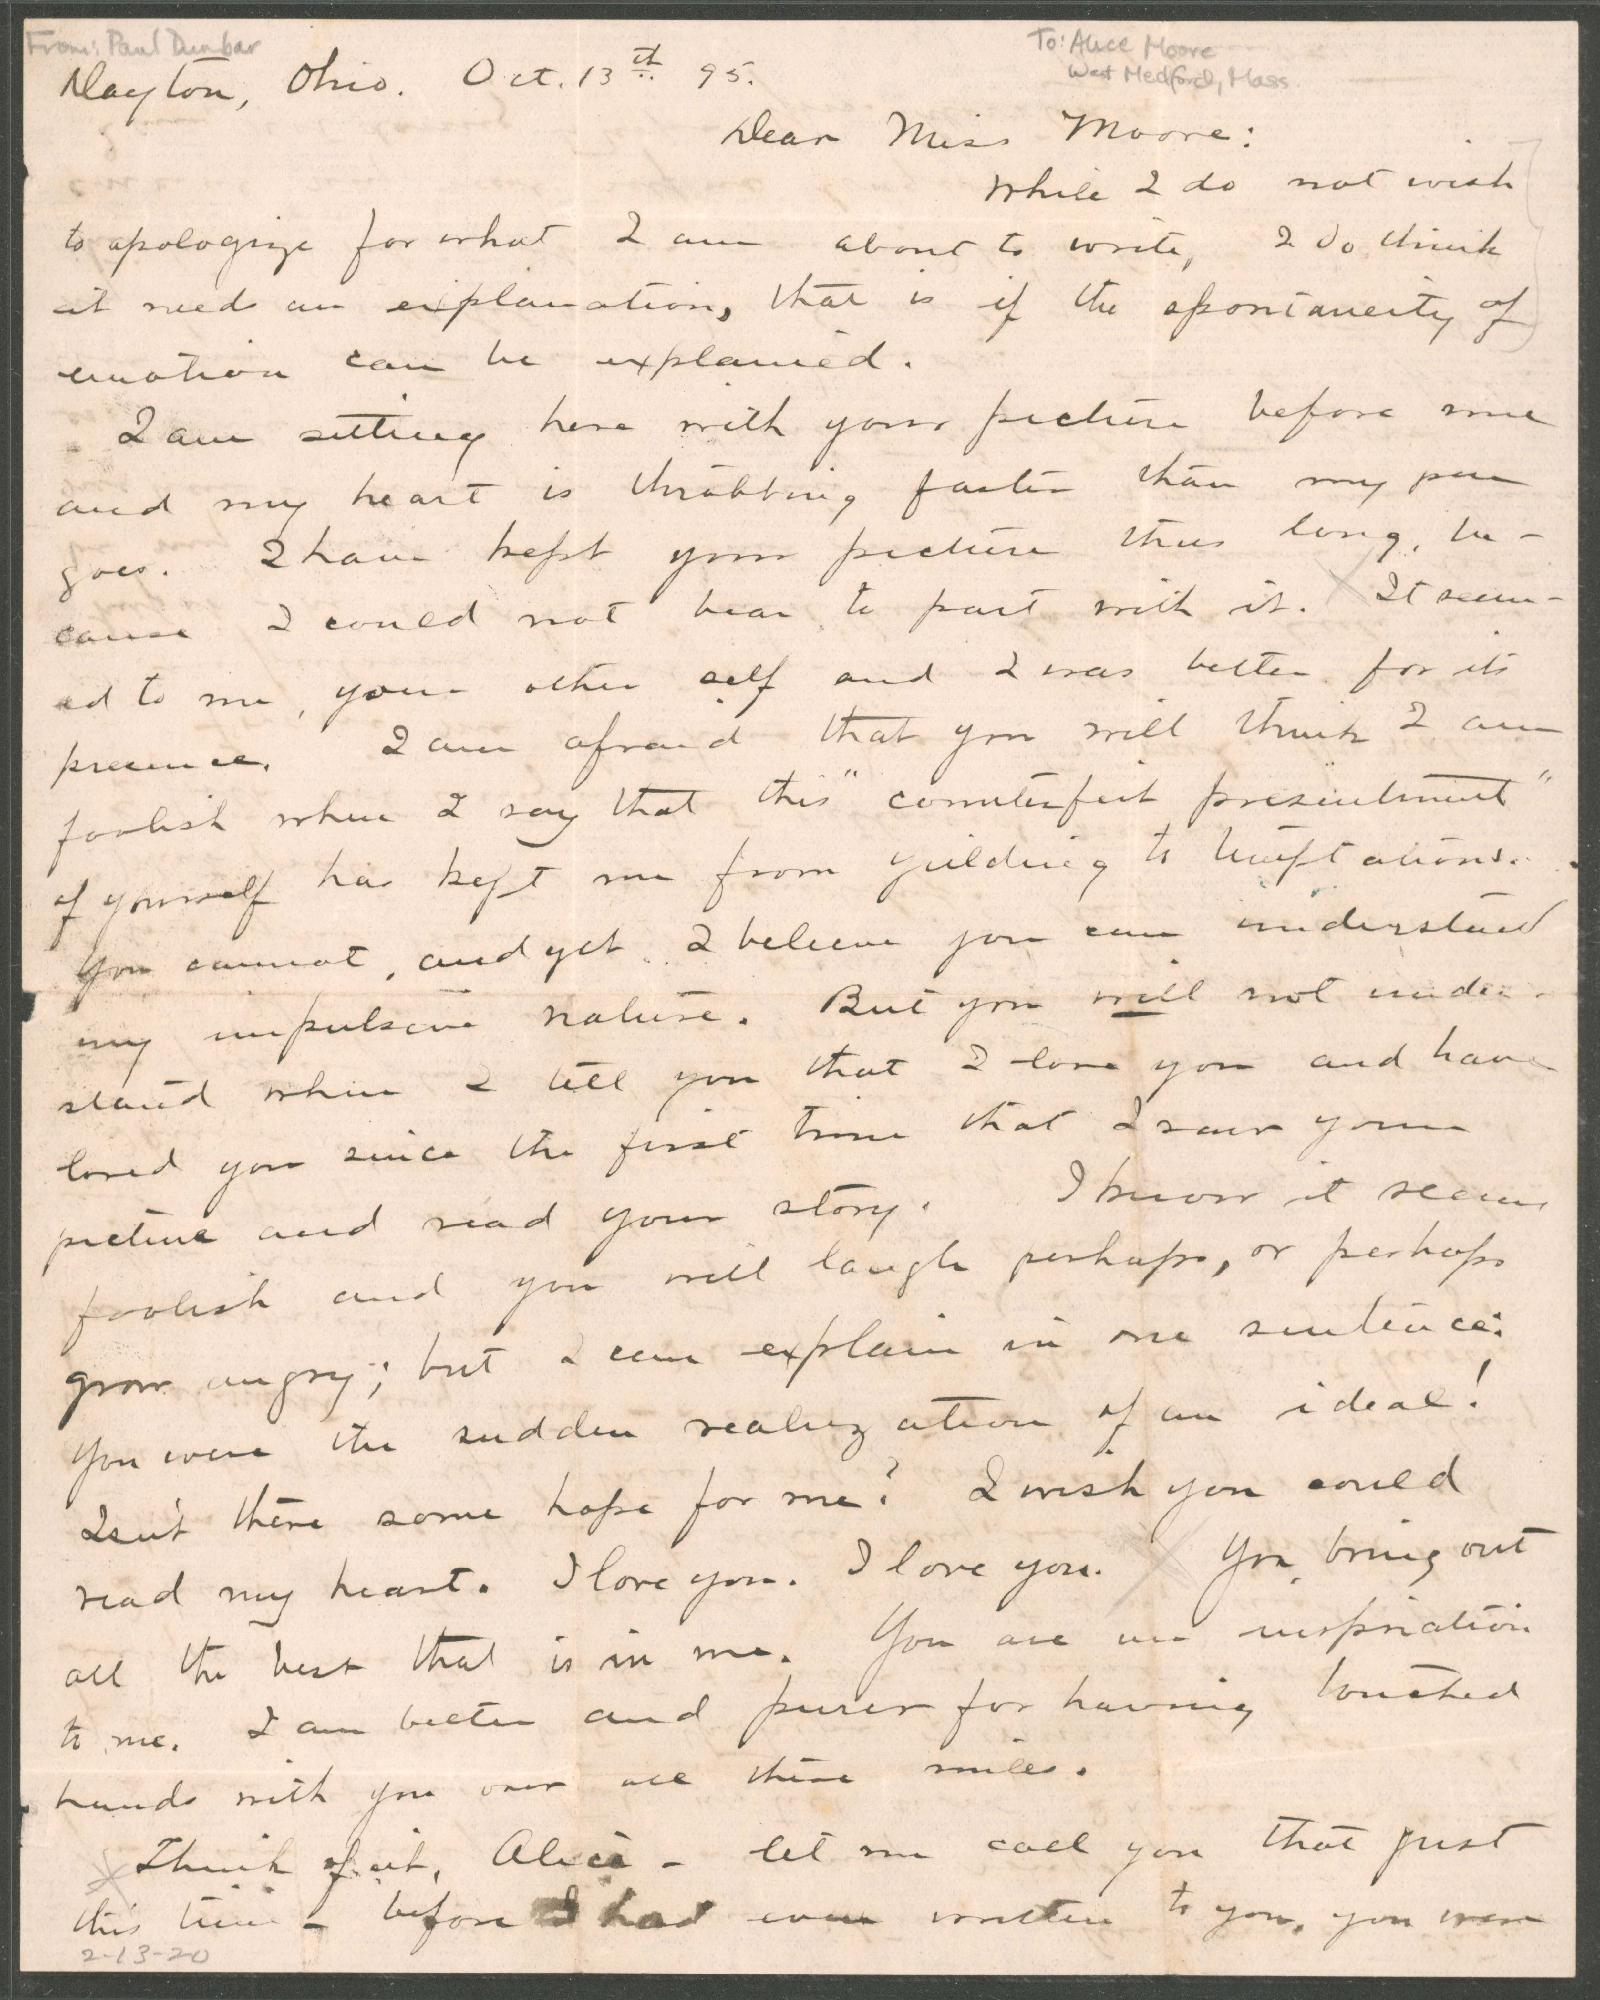 From: Paul Dunbar
To: Alice Moore
West Medford, Mass.
Dayton, Ohio. Oct. 13th 95.
Dear Miss Moore:
While I do not wish
to apologize for what I am about to write, I do think
it needs an explanation, that is if the spontaneity of
emotion can be explained.
I am sitting here with your picture before me
and my heart is throbbing faster than my pen
goes. I have kept your picture thus long, be-
cause I could not bear to part with it. It seem-
ed to me, your other self and I was better for its
presence. I am afraid that you will think I am
foolish when I say that this "counterfeit presentment"
of yourself has kept me from yielding to temptations.
You cannot, and yet I believe you can understand
my impulsive nature. But you will not under-
stand when I tell you that I love you and have
loved you since the first time that I saw your
picture and read your story. I know it seems
foolish and you will laugh perhaps, or perhaps
grow angry; but I can explain in one sentence:
You were the sudden realization of an ideal!
Isn't there some hope for me? I wish you could
read my heart. I love you. I love you. You bring out
all the best that is in me. You are an inspiration
to me. I am better and purer for having touched
hands with you over all these miles.
Think of it, Alice - let me call you that just
this time - before I had even written to you, you were
2-13-20